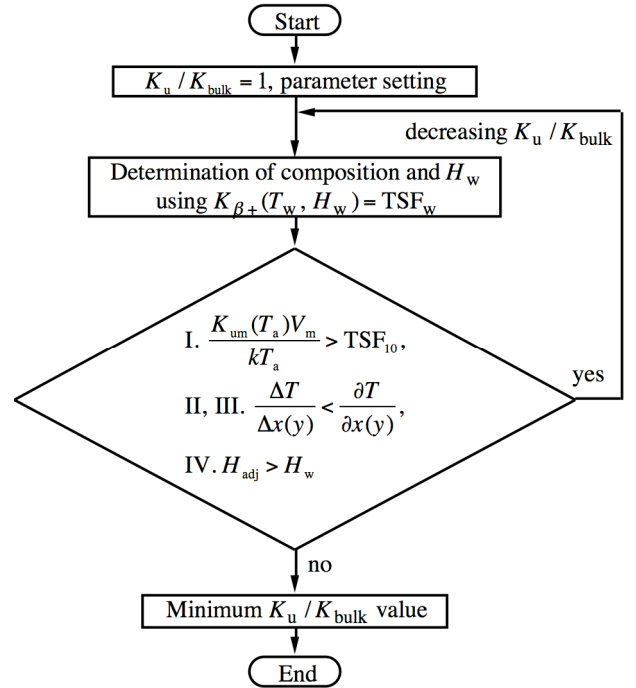 Start
K_u / K_bulk = 1, parameter setting
decreasing K_u / K_bulk
Determination of composition and H_w
using K_β+ (T_w, H_w) = TSF_w
I. K_um (T_a) V_m / kT_a > TSF_10,
yes
II, III. ΔT / Δx(y) < ∂T / ∂x(y),
IV. H_adj > H_w
no
Minimum K_u / K_bulk value
End